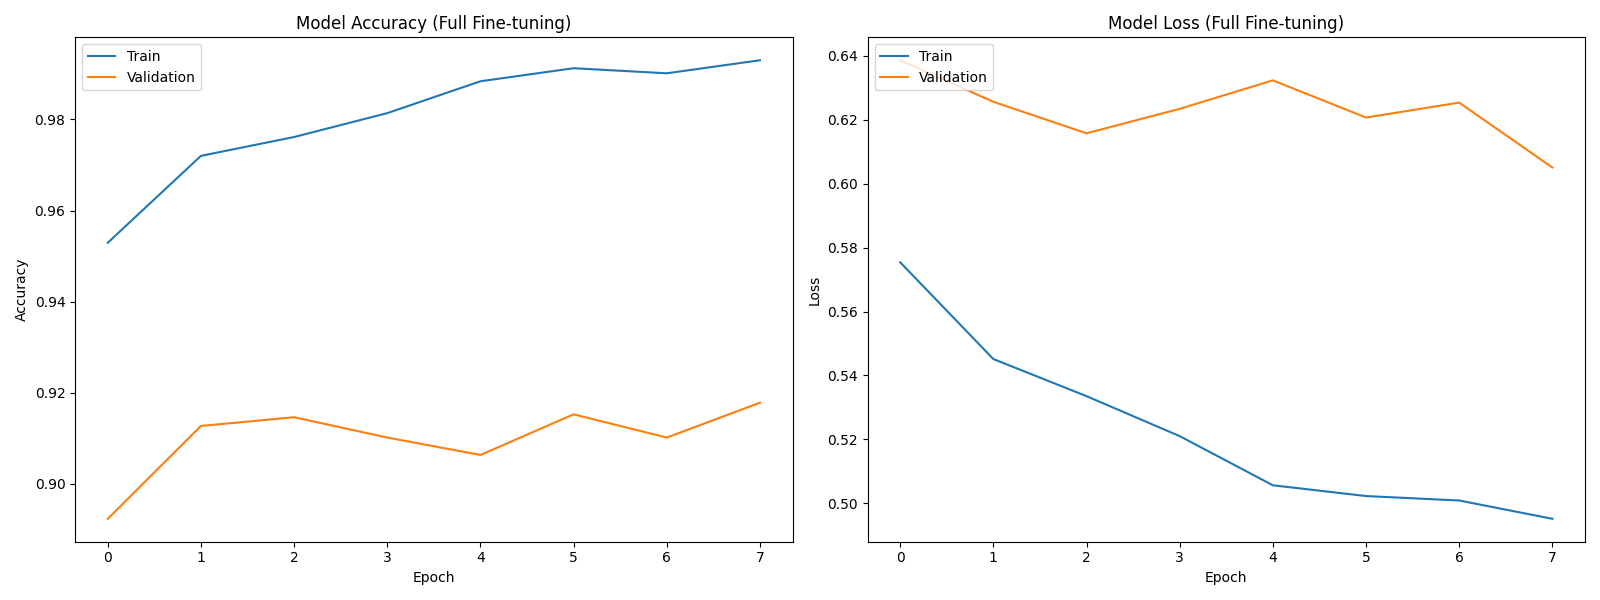 Model Accuracy (Full Fine-tuning)
Train
Validation
0.98
0.96
0.94
0.92
0.90
Accuracy
0 1 2 3 4 5 6 7
Epoch
Model Loss (Full Fine-tuning)
Train
Validation
0.64
0.62
0.60
0.58
0.56
0.54
0.52
0.50
Loss
0 1 2 3 4 5 6 7
Epoch